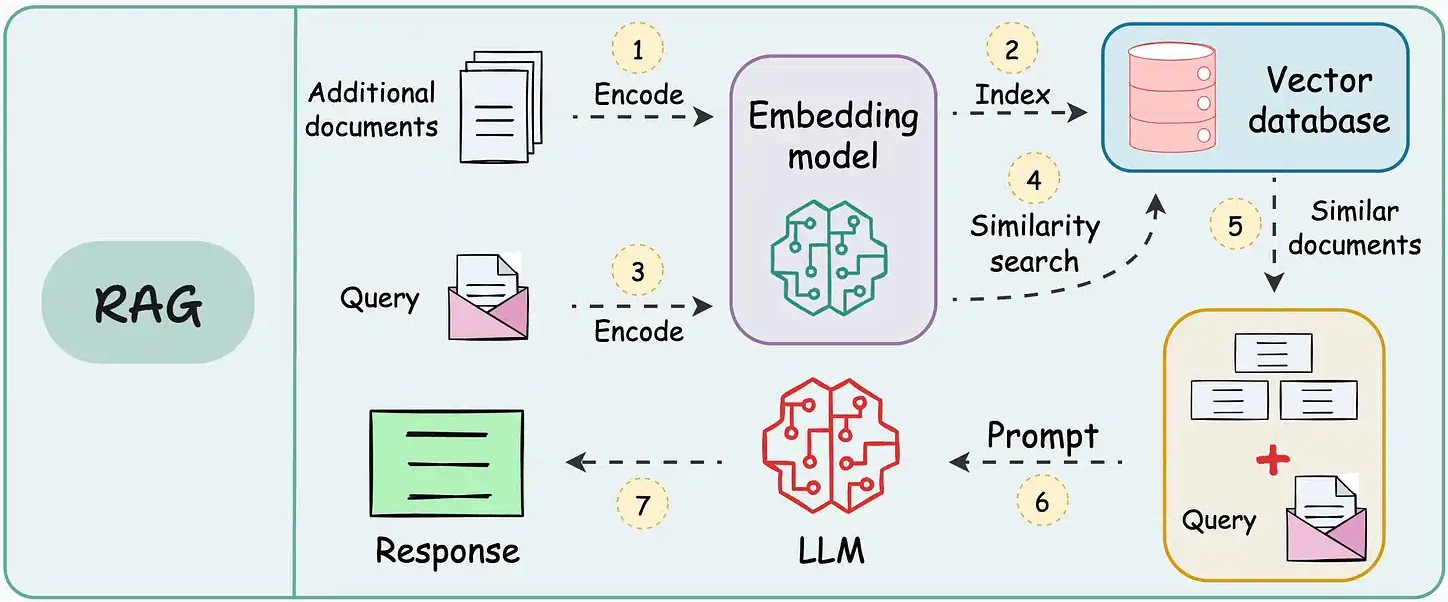 RAG
Additional
documents
1
Encode
Embedding
model
2
Index
Vector
database
Query
3
Encode
4
Similarity
search
5
Similar
documents
Query
Prompt
6
LLM
7
Response